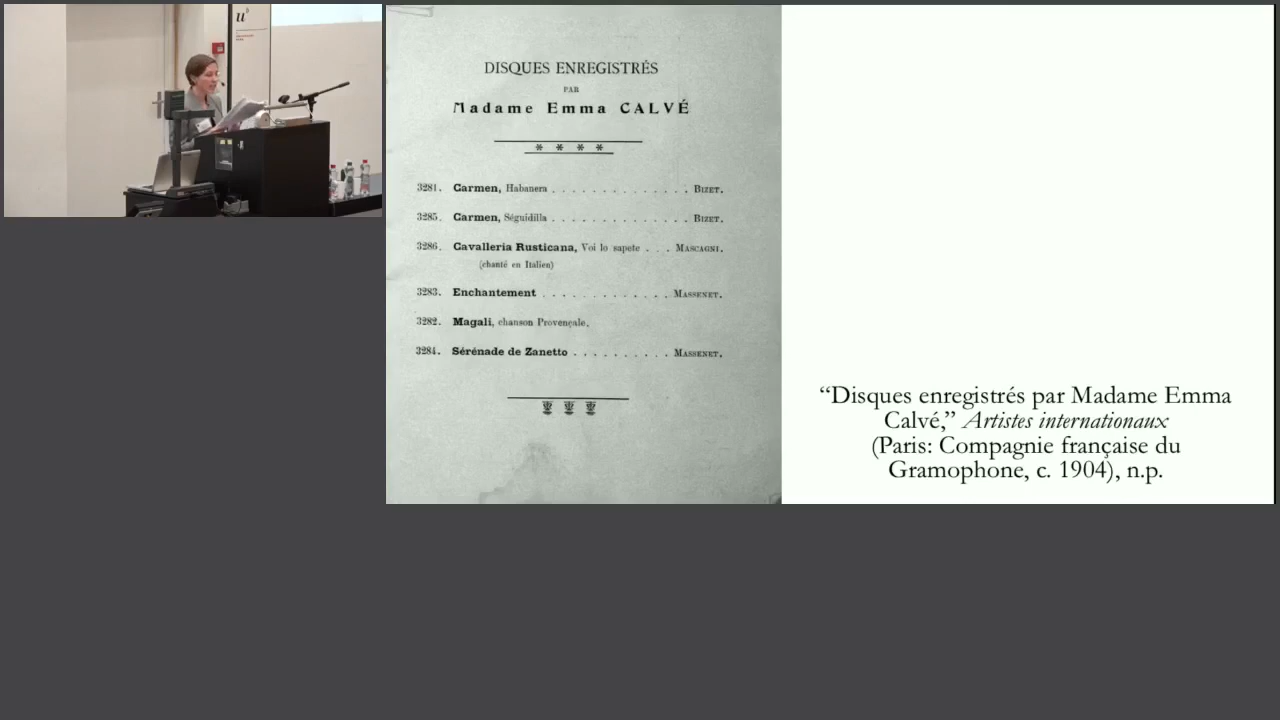 u
b
DISQUES ENREGISTRÉS
PAR
Madame Emma CALVÉ
* * * *
3281. Carmen, Habanera . . . . . . . . . . . . . . BIZET.
3285. Carmen, Séguidilla . . . . . . . . . . . . . . BIZET.
3286. Cavalleria Rusticana, Voi lo sapete . . . MASCAGNI.
(chanté en Italien)
3283. Enchantement . . . . . . . . . . . . . MASSENET.
3282. Magali, chanson Provençale.
3284. Sérénade de Zanetto . . . . . . . . . . MASSENET.
“Disques enregistrés par Madame Emma
Calvé,” Artistes internationaux
(Paris: Compagnie française du
Gramophone, c. 1904), n.p.